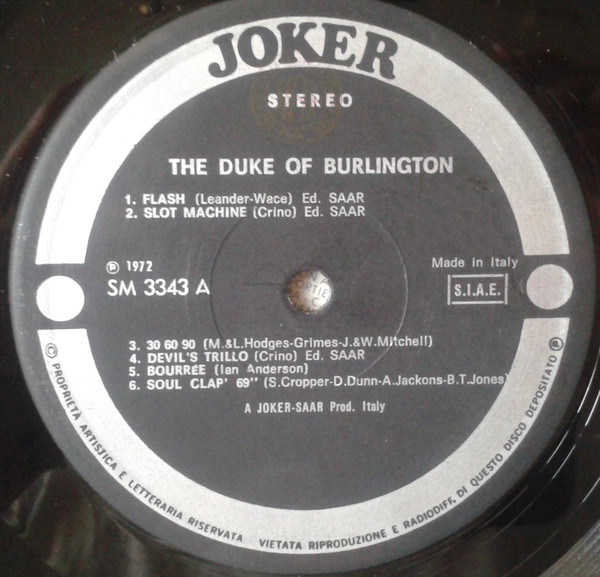 JOKER
STEREO
THE DUKE OF BURLINGTON
1. FLASH (Leander-Wace) Ed. SAAR
2. SLOT MACHINE (Crino) Ed. SAAR
℗ 1972
SM 3343 A
Made in Italy
S.I.A.E.
3. 30 60 90 (M.&L.Hodges-Grimes-J.&W.Mitchell)
4. DEVIL'S TRILLO (Crino) Ed. SAAR
5. BOURRÉE (Ian Anderson)
6. SOUL CLAP' 69'' (S.Cropper-D.Dunn-A.Jackons-B.T.Jones)
A JOKER-SAAR Prod. Italy
© PROPRIETÀ ARTISTICA E LETTERARIA RISERVATA - VIETATA RIPRODUZIONE E RADIODIFF. DI QUESTO DISCO DEPOSITATO ℗